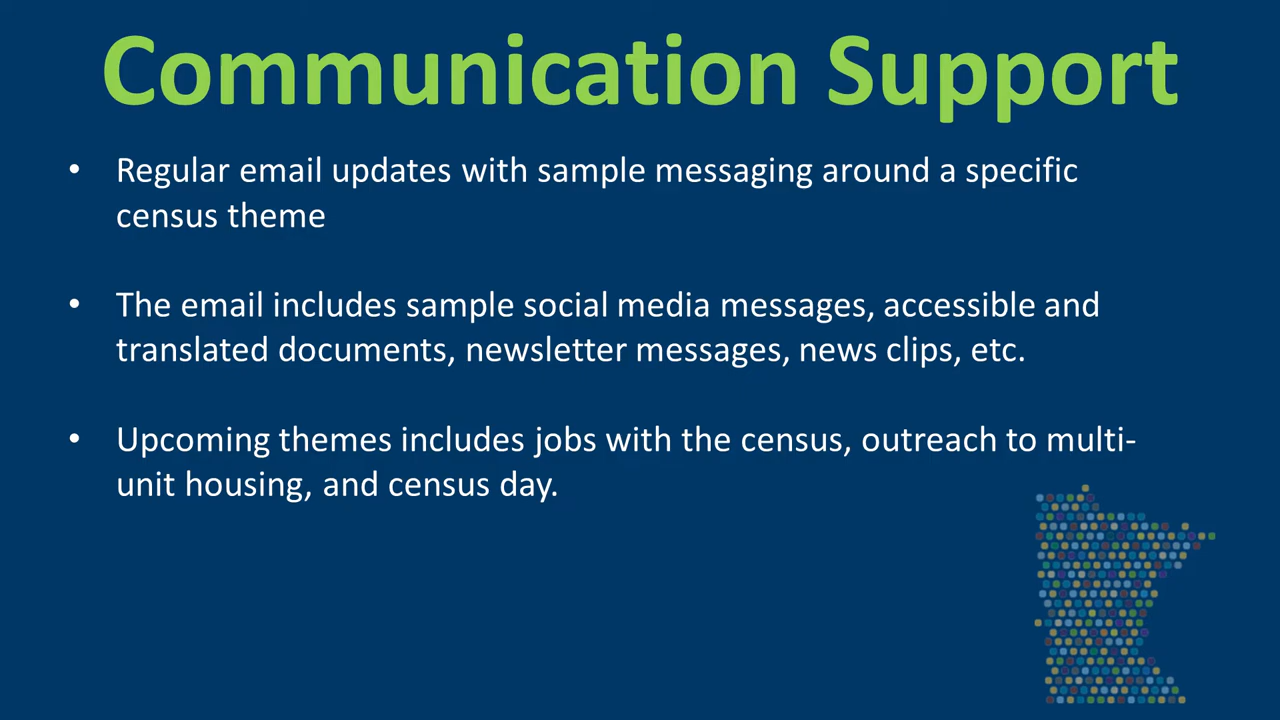 Communication Support
• Regular email updates with sample messaging around a specific
census theme
• The email includes sample social media messages, accessible and
translated documents, newsletter messages, news clips, etc.
• Upcoming themes includes jobs with the census, outreach to multi-
unit housing, and census day.